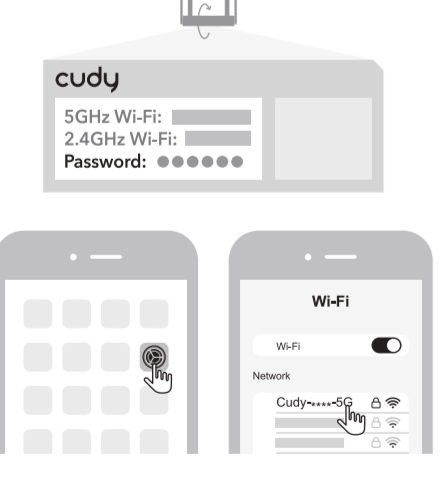 cudy
5GHz Wi-Fi:
2.4GHz Wi-Fi:
Password: ●●●●●●
Wi-Fi
Wi-Fi
Network
Cudy-****-5G